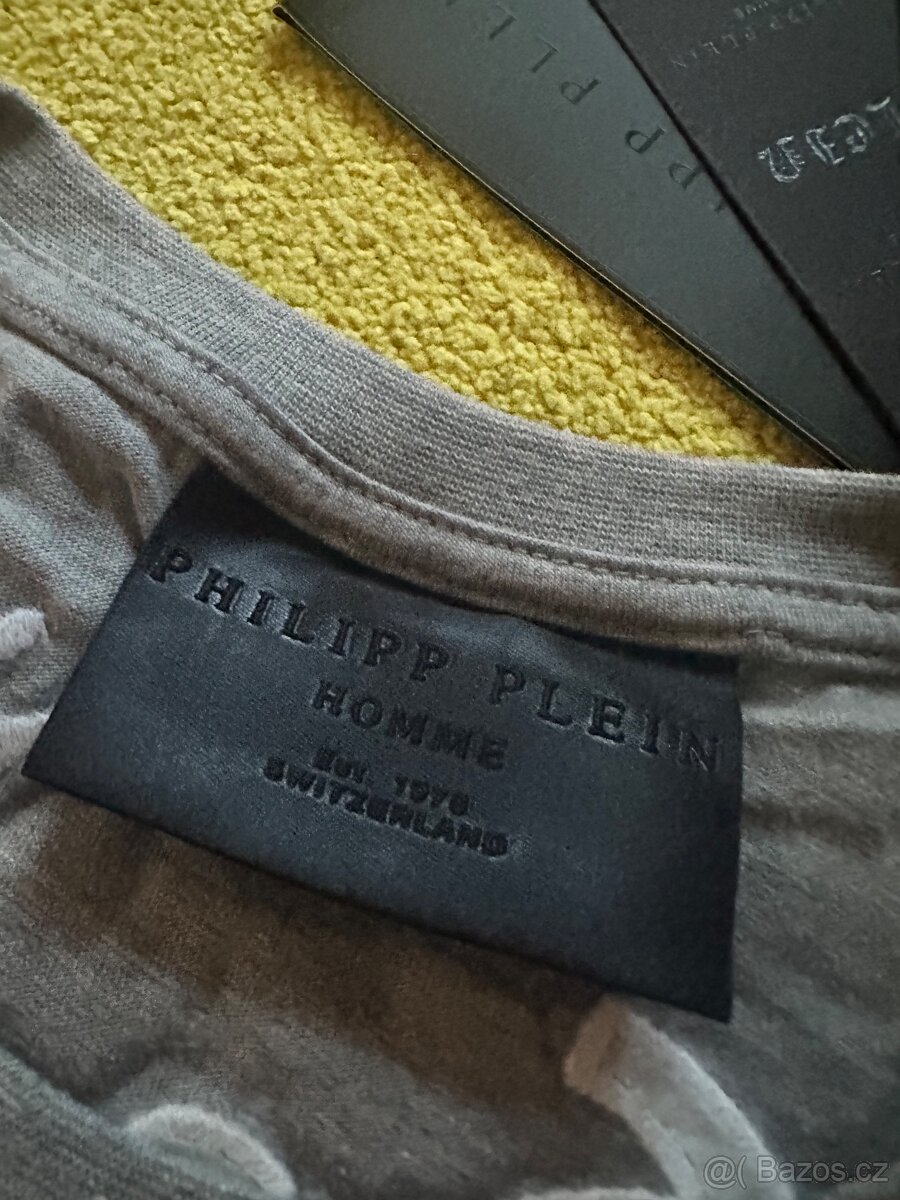 PHILIPP PLEIN
HOMME
EST. 1978
SWITZERLAND
@( Bazos.cz